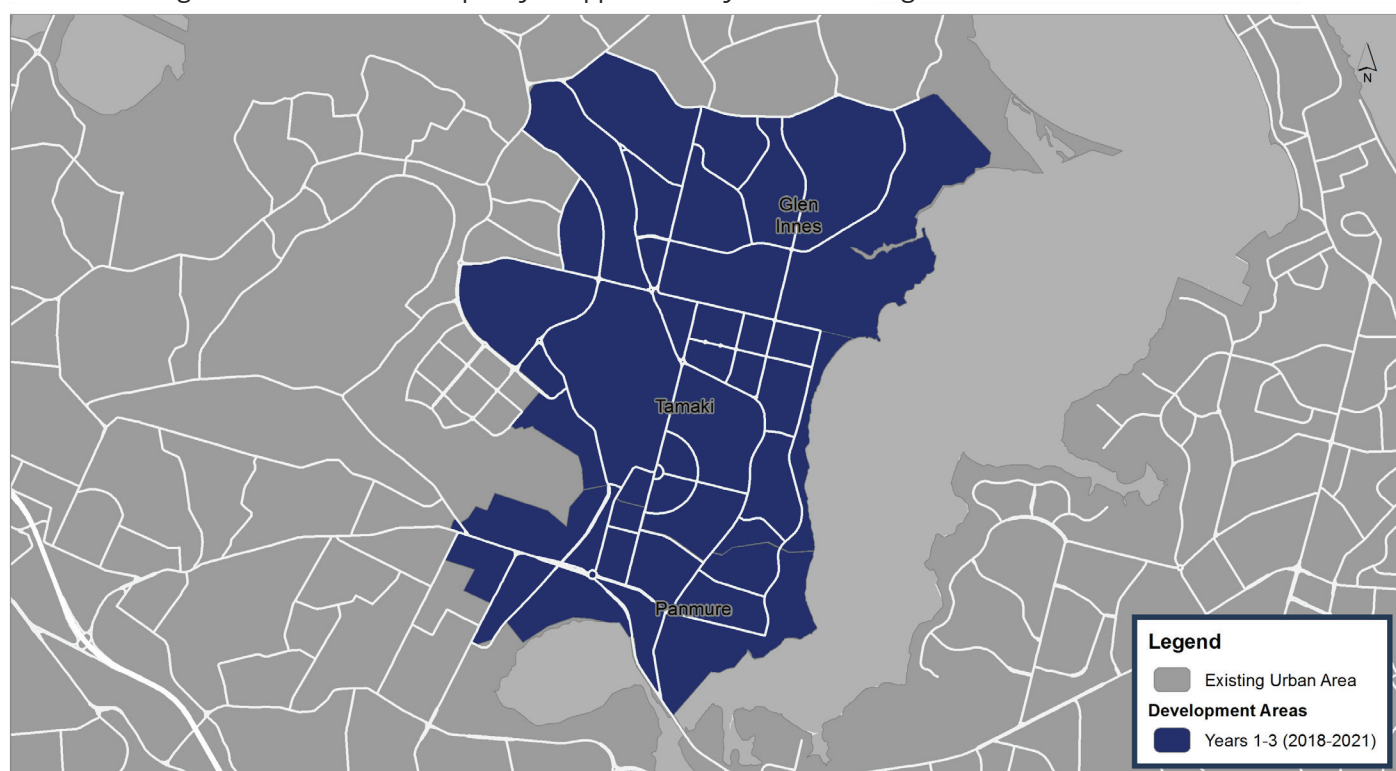 N
Glen
Innes
Tamaki
Panmure
Legend
Existing Urban Area
Development Areas
Years 1-3 (2018-2021)